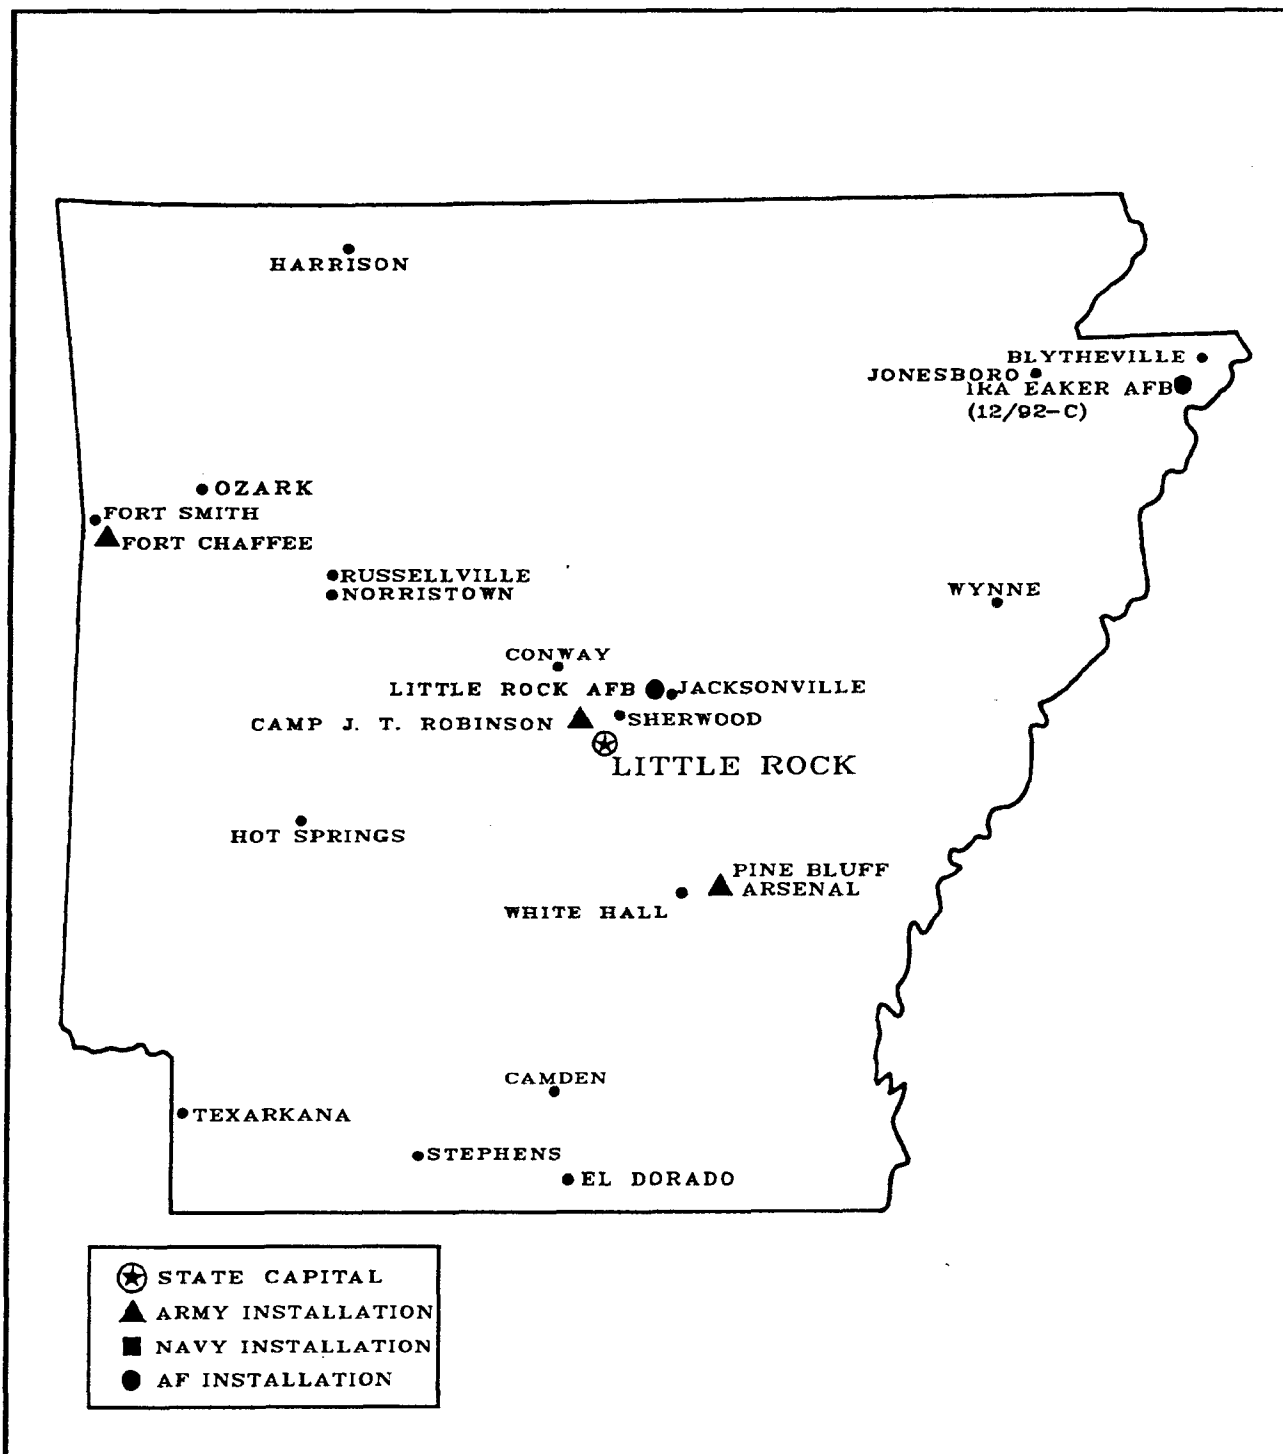 HARRISON
BLYTHEVILLE
JONESBORO
IRA EAKER AFB
(12/92-C)
OZARK
FORT SMITH
FORT CHAFFEE
RUSSELLVILLE
NORRISTOWN
WYNNE
CONWAY
LITTLE ROCK AFB
JACKSONVILLE
CAMP J. T. ROBINSON
SHERWOOD
LITTLE ROCK
HOT SPRINGS
PINE BLUFF
ARSENAL
WHITE HALL
CAMDEN
TEXARKANA
STEPHENS
EL DORADO
STATE CAPITAL
ARMY INSTALLATION
NAVY INSTALLATION
AF INSTALLATION